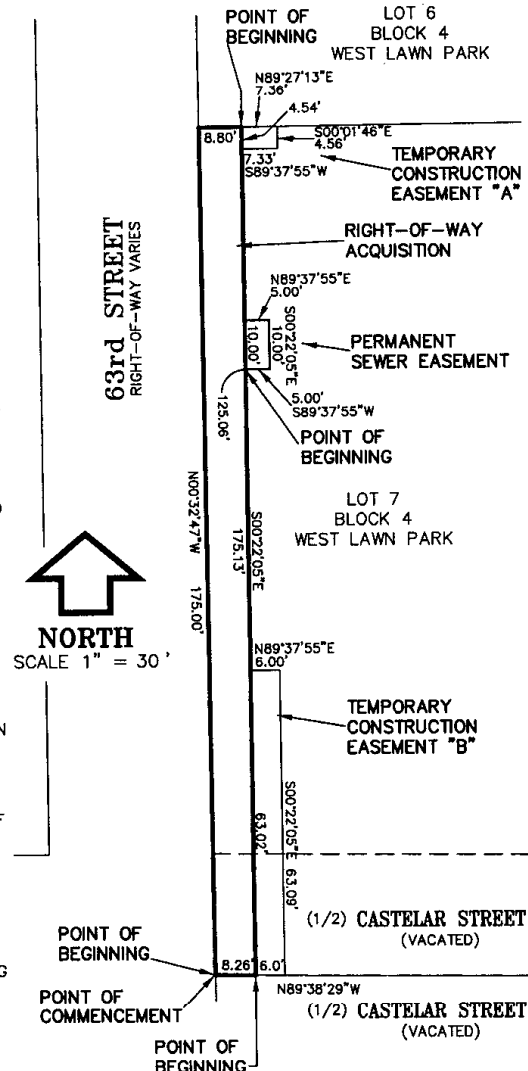 POINT OF
BEGINNING
LOT 6
BLOCK 4
WEST LAWN PARK
N89°27'13"E
7.36'
4.54'
8.80'
S00°01'46"E
4.56'
7.33'
S89°37'55"W
TEMPORARY
CONSTRUCTION
EASEMENT "A"
63rd STREET
RIGHT-OF-WAY VARIES
RIGHT-OF-WAY
ACQUISITION
N89°37'55"E
5.00'
10.00'
10.00'
S00°22'05"E
PERMANENT
SEWER EASEMENT
5.00'
S89°37'55"W
125.06'
POINT OF
BEGINNING
LOT 7
BLOCK 4
WEST LAWN PARK
N00°32'47"W
175.00'
S00°22'05"E
175.13'
NORTH
SCALE 1" = 30'
N89°37'55"E
6.00'
TEMPORARY
CONSTRUCTION
EASEMENT "B"
63.02'
S00°22'05"E
63.09'
(1/2) CASTELAR STREET
(VACATED)
POINT OF
BEGINNING
8.26'
6.0'
N89°38'29"W
POINT OF
COMMENCEMENT
(1/2) CASTELAR STREET
(VACATED)
POINT OF
BEGINNING